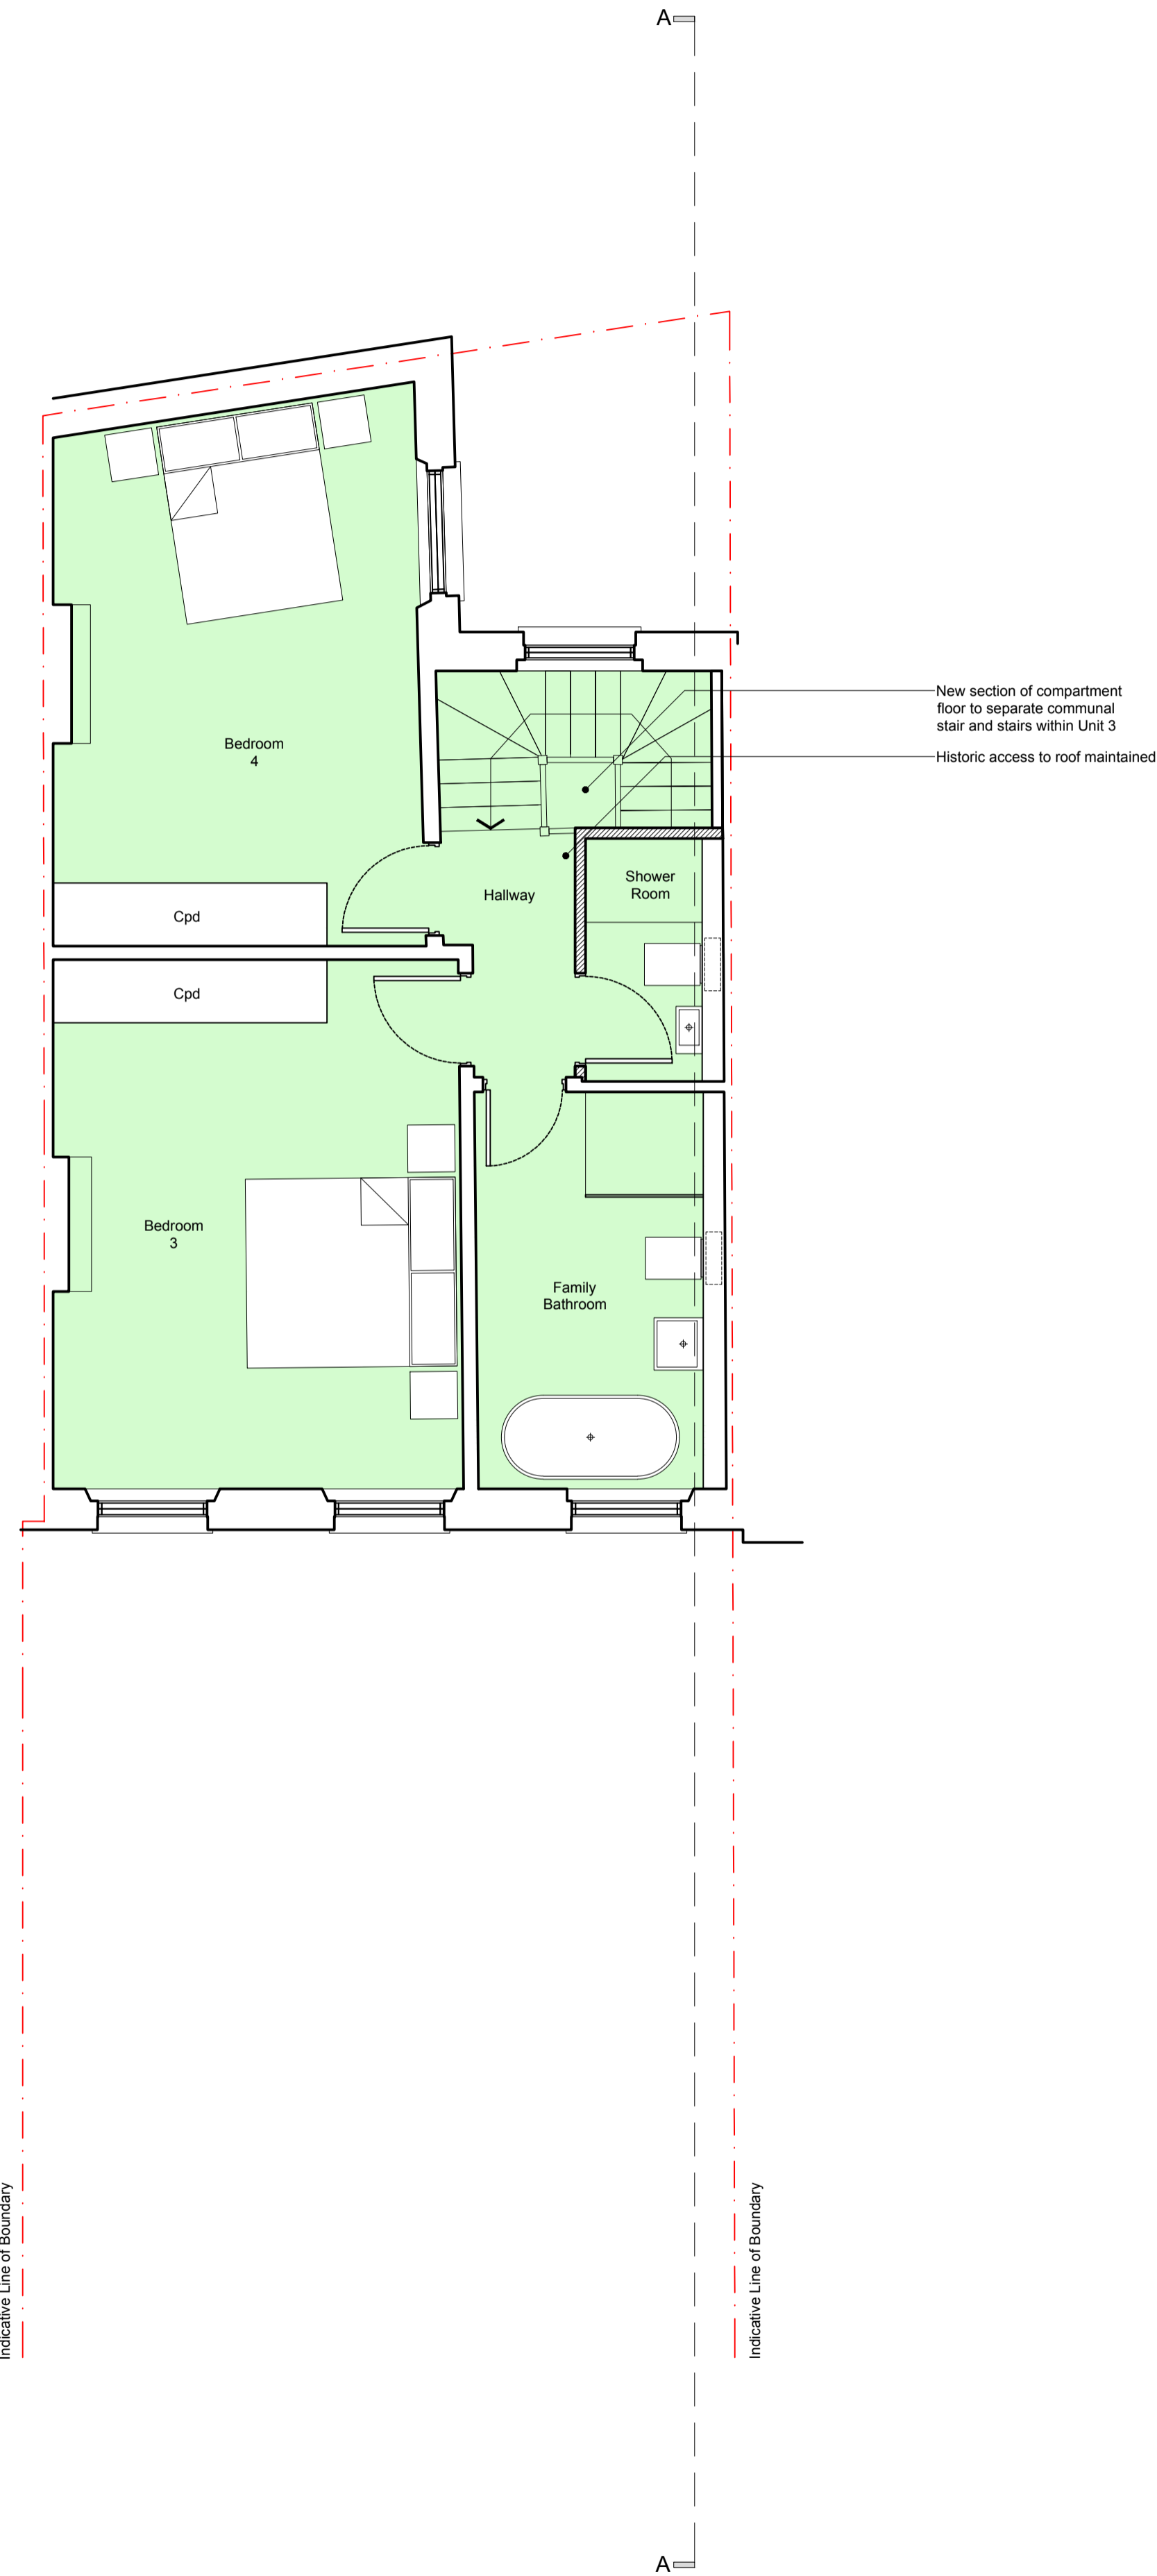 A
New section of compartment
floor to separate communal
stair and stairs within Unit 3
Historic access to roof maintained
Bedroom
4
Hallway
Shower
Room
Cpd
Cpd
Bedroom
3
Family
Bathroom
Indicative Line of Boundary
Indicative Line of Boundary
A